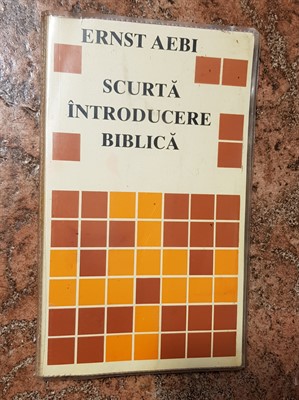 ERNST AEBI
SCURTĂ
ÎNTRODUCERE
BIBLICĂ